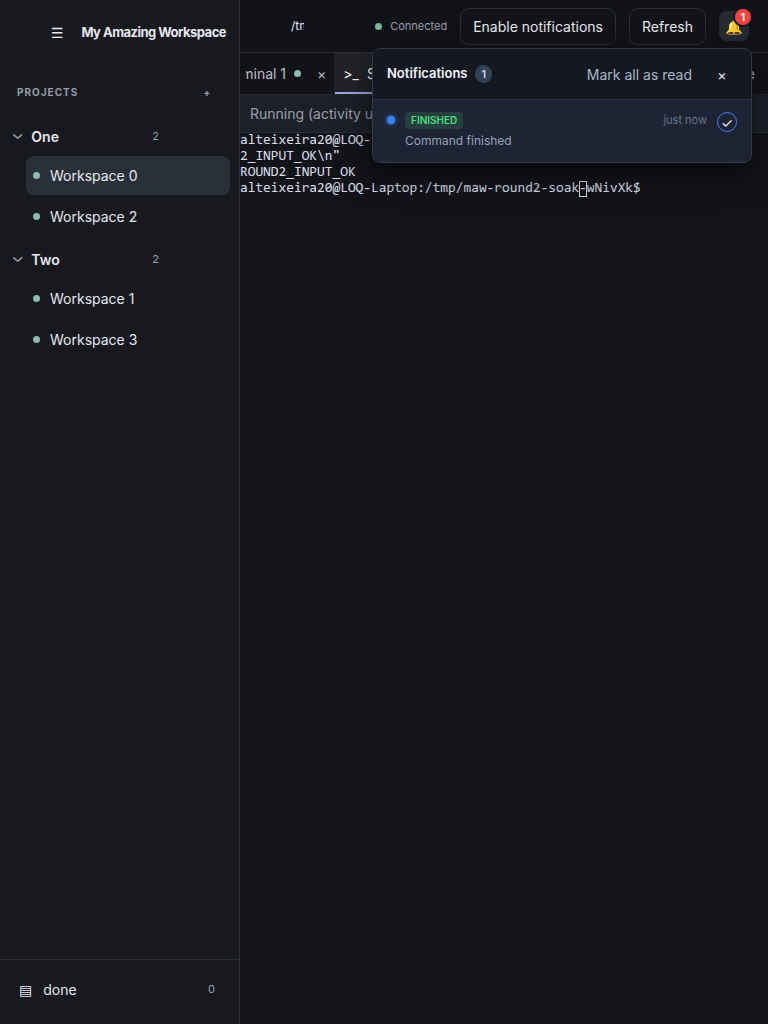 My Amazing Workspace
PROJECTS +
One 2
Workspace 0
Workspace 2
Two 2
Workspace 1
Workspace 3
done 0
Connected
Enable notifications
Refresh
1
minal 1 ×
>_
Notifications 1
Mark all as read ×
Running (activity
FINISHED
just now
Command finished
alteixeira20@LOQ-
2_INPUT_OK\n"
ROUND2_INPUT_OK
alteixeira20@LOQ-Laptop:/tmp/maw-round2-soak-wNivXk$